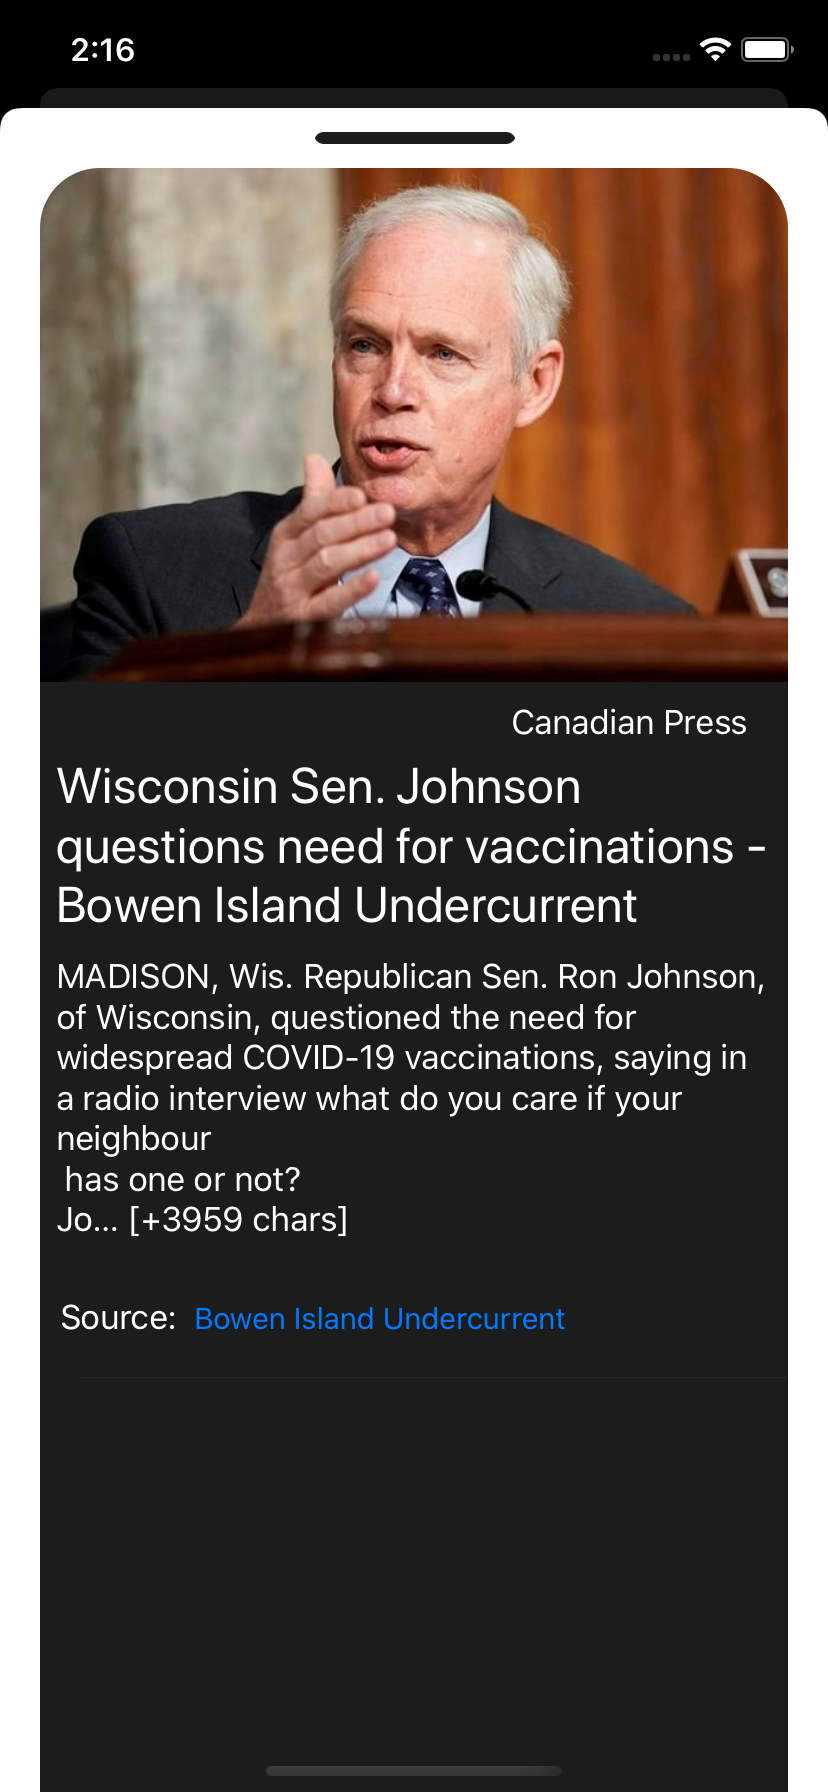 2:16
Canadian Press
Wisconsin Sen. Johnson
questions need for vaccinations -
Bowen Island Undercurrent
MADISON, Wis. Republican Sen. Ron Johnson,
of Wisconsin, questioned the need for
widespread COVID-19 vaccinations, saying in
a radio interview what do you care if your
neighbour
has one or not?
Jo... [+3959 chars]
Source: Bowen Island Undercurrent